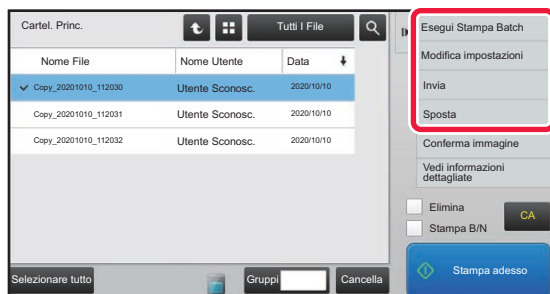 Cartel. Princ.
Tutti I File
Nome File
Nome Utente
Data
Copy_20201010_112030
Utente Sconosc.
2020/10/10
Copy_20201010_112031
Utente Sconosc.
2020/10/10
Copy_20201010_112032
Utente Sconosc.
2020/10/10
Selezionare tutto
Gruppi
Cancella
Esegui Stampa Batch
Modifica impostazioni
Invia
Sposta
Conferma immagine
Vedi informazioni
dettagliate
Elimina
Stampa B/N
CA
Stampa adesso